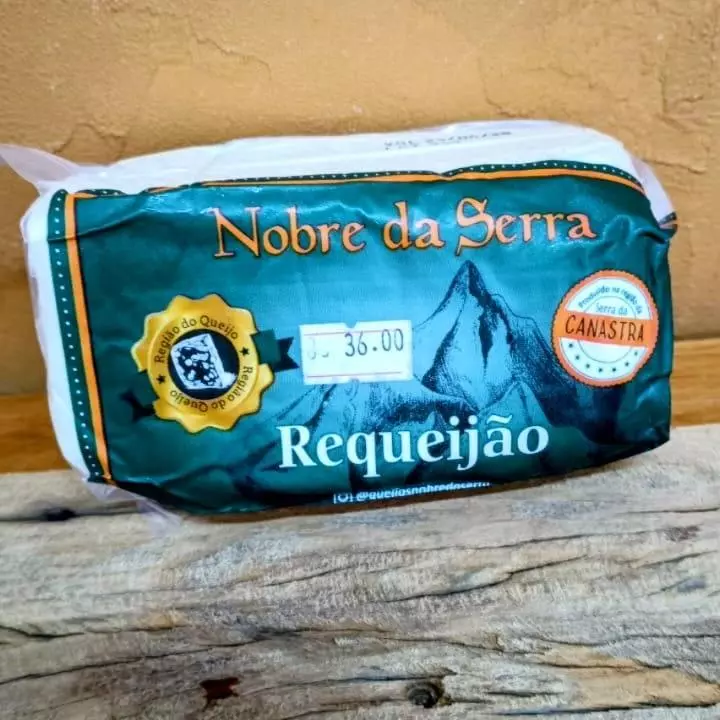 Nobre da Serra
Região do Queijo
Região do Queijo
36.00
Produzido na região da
Serra da
CANASTRA
Requeijão